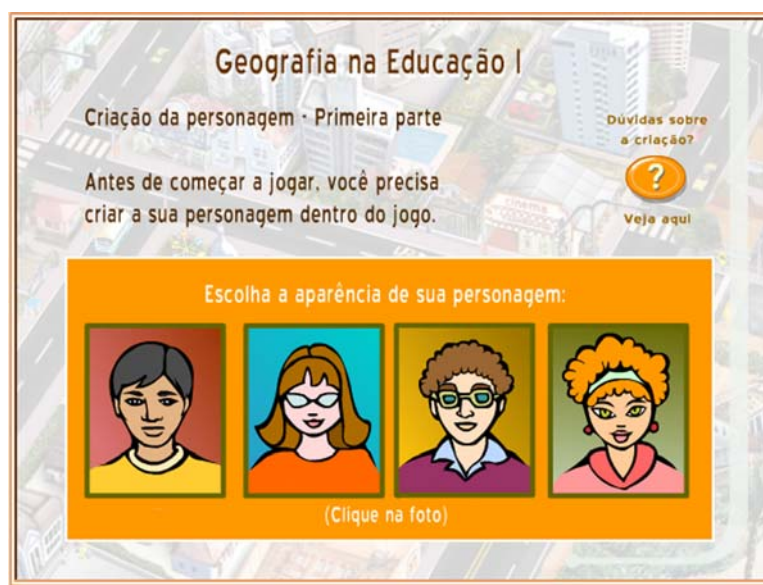 Geografia na Educação I
Criação da personagem - Primeira parte
Dúvidas sobre
a criação?
?
Veja aqui
Antes de começar a jogar, você precisa
criar a sua personagem dentro do jogo.
CINEMA
Escolha a aparência de sua personagem:
(Clique na foto)